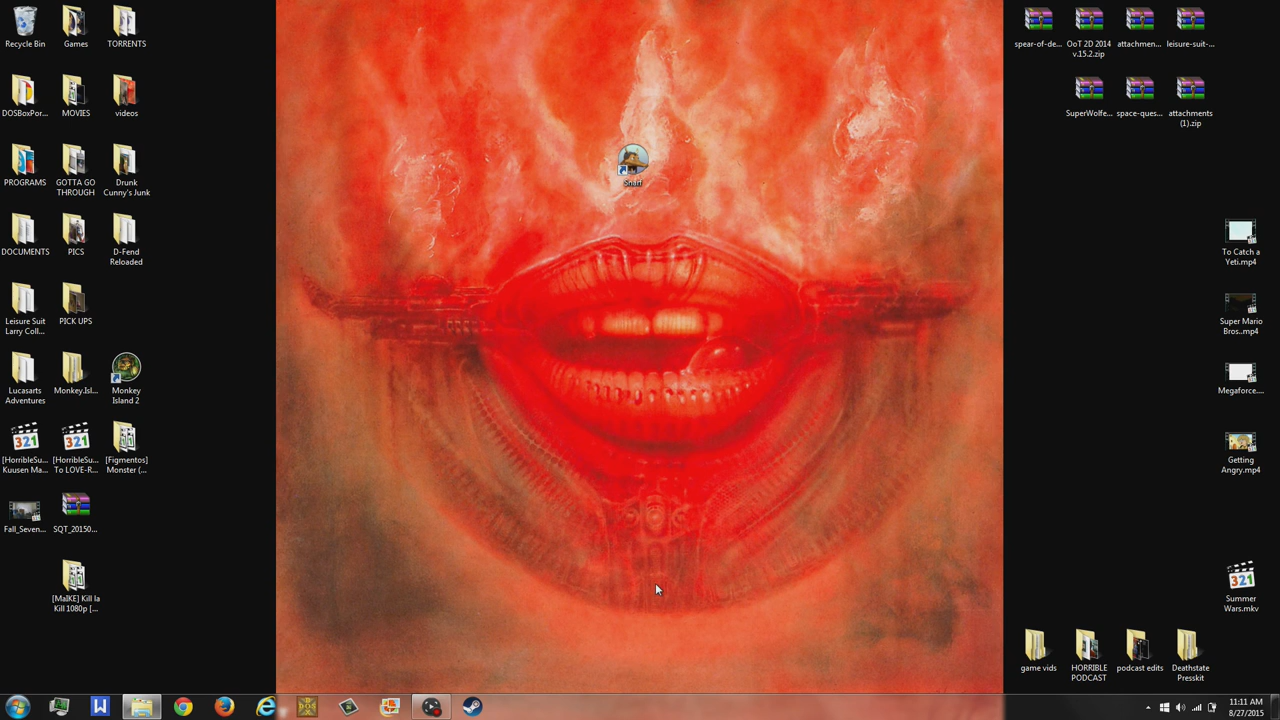 Recycle Bin
Games
TORRENTS
DOSBoxPor...
MOVIES
videos
PROGRAMS
GOTTA GO
THROUGH
Drunk
Cunny's Junk
DOCUMENTS
PICS
D-Fend
Reloaded
Leisure Suit
Larry Coll...
PICK UPS
Lucasarts
Adventures
Monkey.Isl...
Monkey
Island 2
[HorribleSu...
Kuusen Ma...
[HorribleSu...
To LOVE-R...
[Figmentos]
Monster (...
Fall_Seven...
SQT_20150...
[MaIKE] Kill la
Kill 1080p [...
Snarf
spear-of-de...
OoT 2D 2014
v.15.2.zip
attachmen...
leisure-suit-...
SuperWolfe...
space-ques...
attachments
(1).zip
To Catch a
Yeti.mp4
Super Mario
Bros..mp4
Megaforce....
Getting
Angry.mp4
321
321
321
Summer
Wars.mkv
game vids
HORRIBLE
PODCAST
podcast edits
Deathstate
Presskit
W
DOS
11:11 AM
8/27/2015